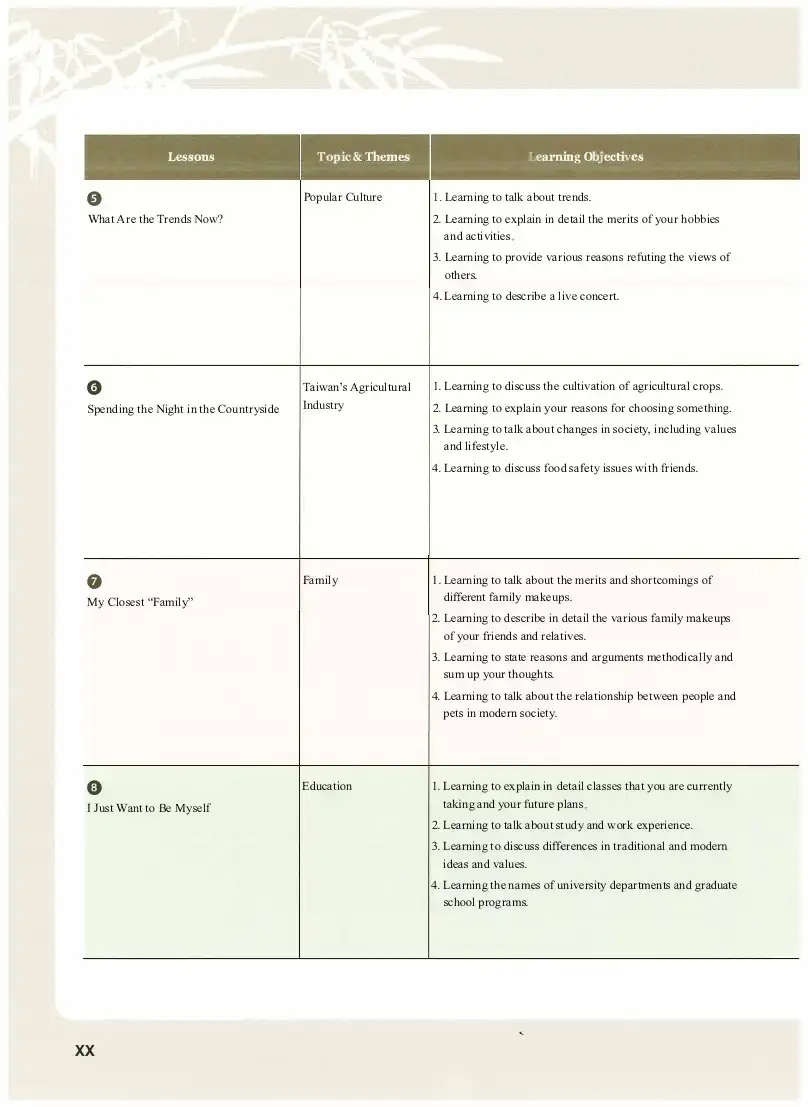 Lessons
Topic & Themes
Learning Objectives
❺
What Are the Trends Now?
Popular Culture
1. Learning to talk about trends.
2. Learning to explain in detail the merits of your hobbies
and activities.
3. Learning to provide various reasons refuting the views of
others.
4. Learning to describe a live concert.
❻
Spending the Night in the Countryside
Taiwan's Agricultural
Industry
1. Learning to discuss the cultivation of agricultural crops.
2. Learning to explain your reasons for choosing something.
3. Learning to talk about changes in society, including values
and lifestyle.
4. Learning to discuss food safety issues with friends.
❼
My Closest “Family”
Family
1. Learning to talk about the merits and shortcomings of
different family makeups.
2. Learning to describe in detail the various family makeups
of your friends and relatives.
3. Learning to state reasons and arguments methodically and
sum up your thoughts.
4. Learning to talk about the relationship between people and
pets in modern society.
❽
I Just Want to Be Myself
Education
1. Learning to explain in detail classes that you are currently
taking and your future plans.
2. Learning to talk about study and work experience.
3. Learning to discuss differences in traditional and modern
ideas and values.
4. Learning the names of university departments and graduate
school programs.
XX